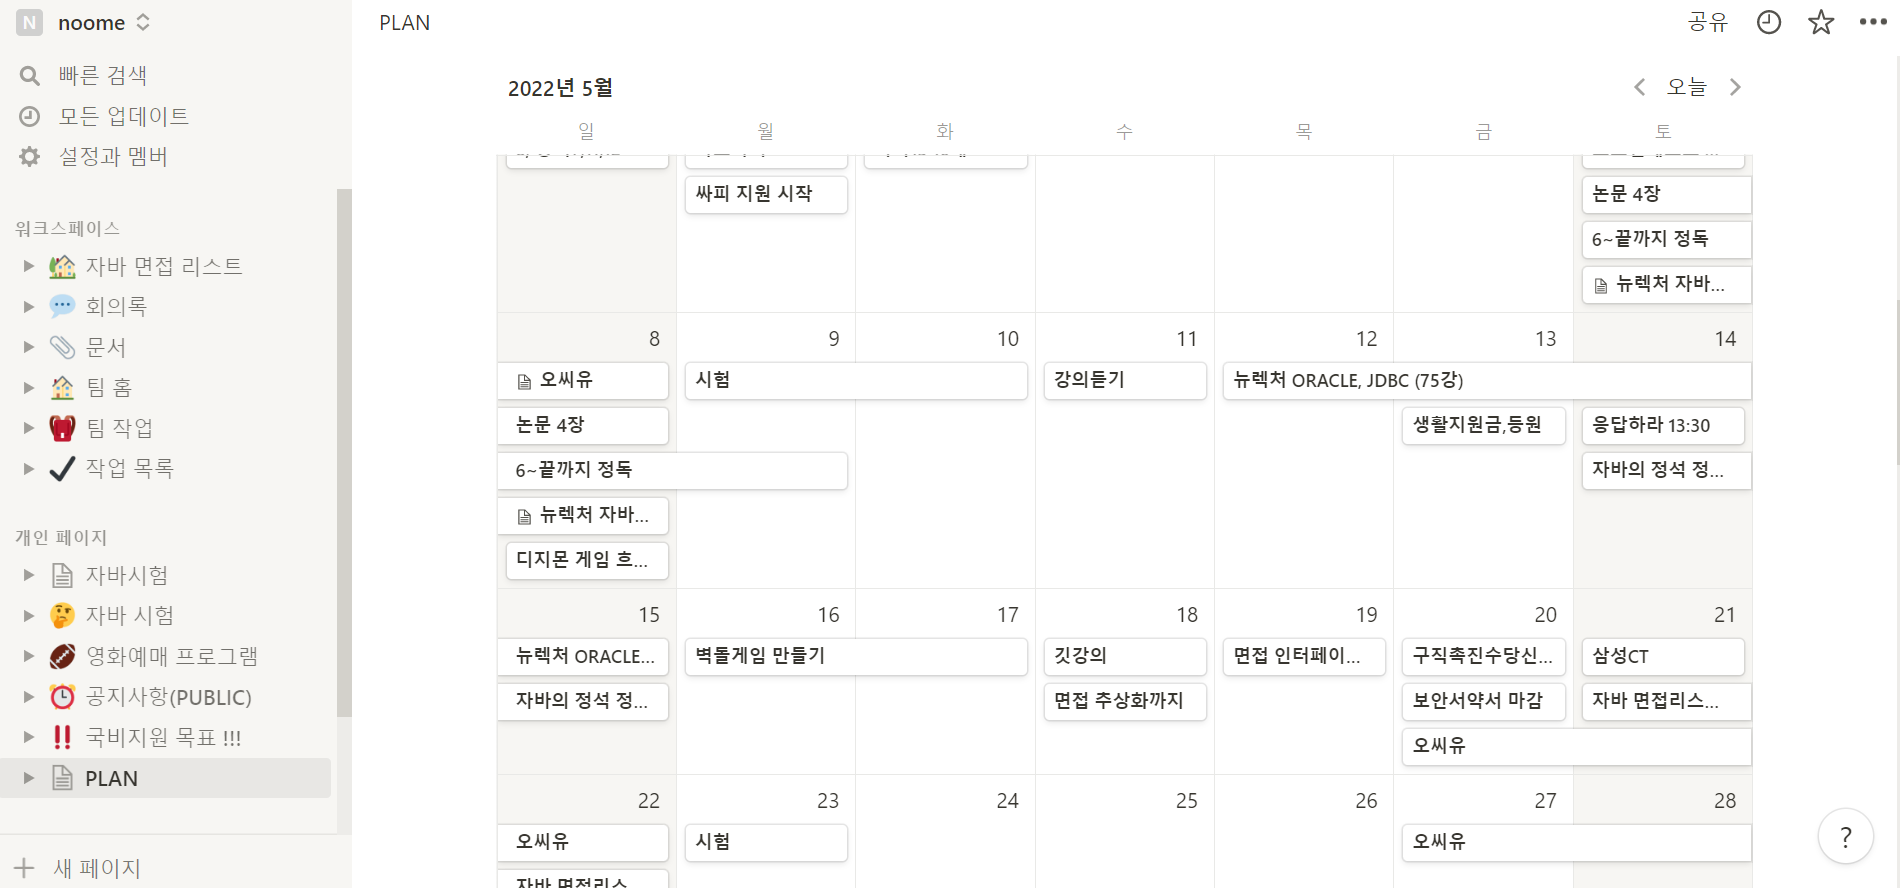 N noome
빠른 검색
모든 업데이트
설정과 멤버
워크스페이스
자바 면접 리스트
회의록
문서
팀 홈
팀 작업
작업 목록
개인 페이지
자바시험
자바 시험
영화예매 프로그램
공지사항(PUBLIC)
국비지원 목표 !!!
PLAN
새 페이지
PLAN
공유
2022년 5월
오늘
일 월 화 수 목 금 토
싸피 지원 시작
논문 4장
6~끝까지 정독
뉴렉처 자바...
8 9 10 11 12 13 14
오씨유
시험
강의듣기
뉴렉처 ORACLE, JDBC (75강)
논문 4장
생활지원금,등원
응답하라 13:30
6~끝까지 정독
자바의 정석 정...
뉴렉처 자바...
디지몬 게임 흐...
15 16 17 18 19 20 21
뉴렉처 ORACLE...
벽돌게임 만들기
깃강의
면접 인터페이...
구직촉진수당신...
삼성CT
자바의 정석 정...
면접 추상화까지
보안서약서 마감
자바 면접리스...
오씨유
22 23 24 25 26 27 28
오씨유
시험
오씨유
자바 면접리스
?